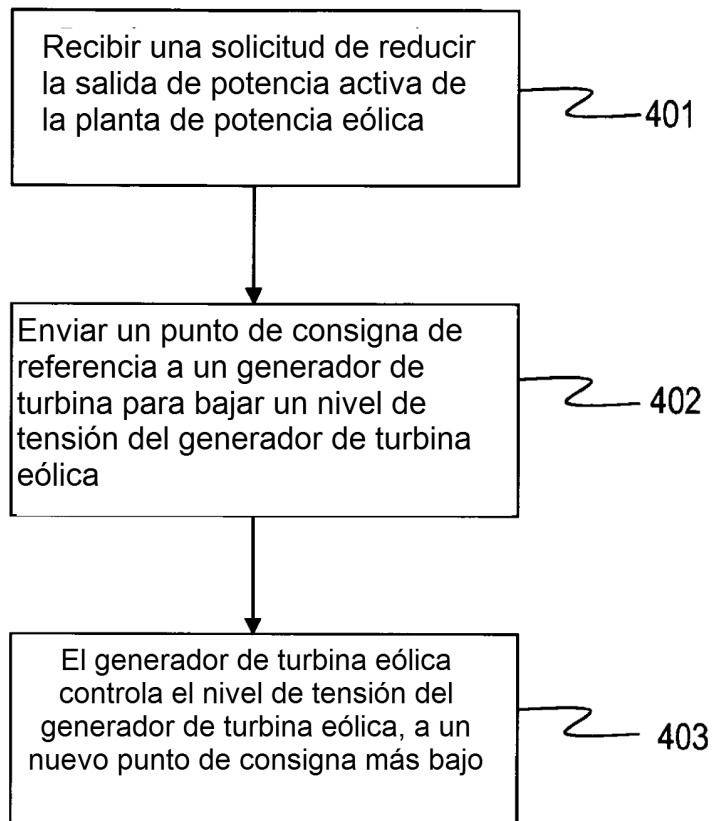 Recibir una solicitud de reducir
la salida de potencia activa de
la planta de potencia eólica
401
Enviar un punto de consigna de
referencia a un generador de
turbina para bajar un nivel de
tensión del generador de turbina
eólica
402
El generador de turbina eólica
controla el nivel de tensión del
generador de turbina eólica, a un
nuevo punto de consigna más bajo
403